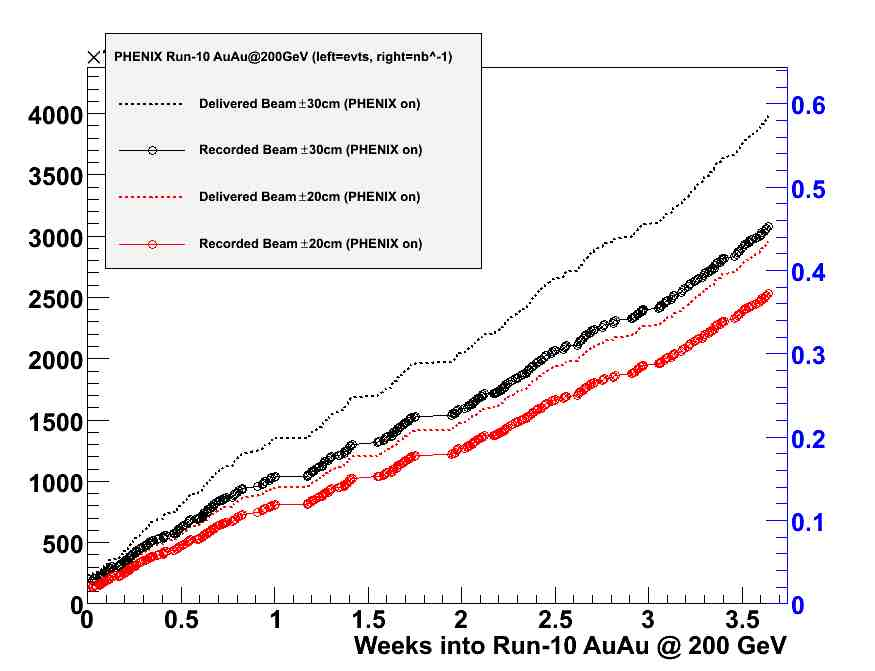 ×
PHENIX Run-10 AuAu@200GeV (left=evts, right=nb^-1)
Delivered Beam ±30cm (PHENIX on)
Recorded Beam ±30cm (PHENIX on)
Delivered Beam ±20cm (PHENIX on)
Recorded Beam ±20cm (PHENIX on)
4000
3500
3000
2500
2000
1500
1000
500
0
0.6
0.5
0.4
0.3
0.2
0.1
0
0 0.5 1 1.5 2 2.5 3 3.5
Weeks into Run-10 AuAu @ 200 GeV